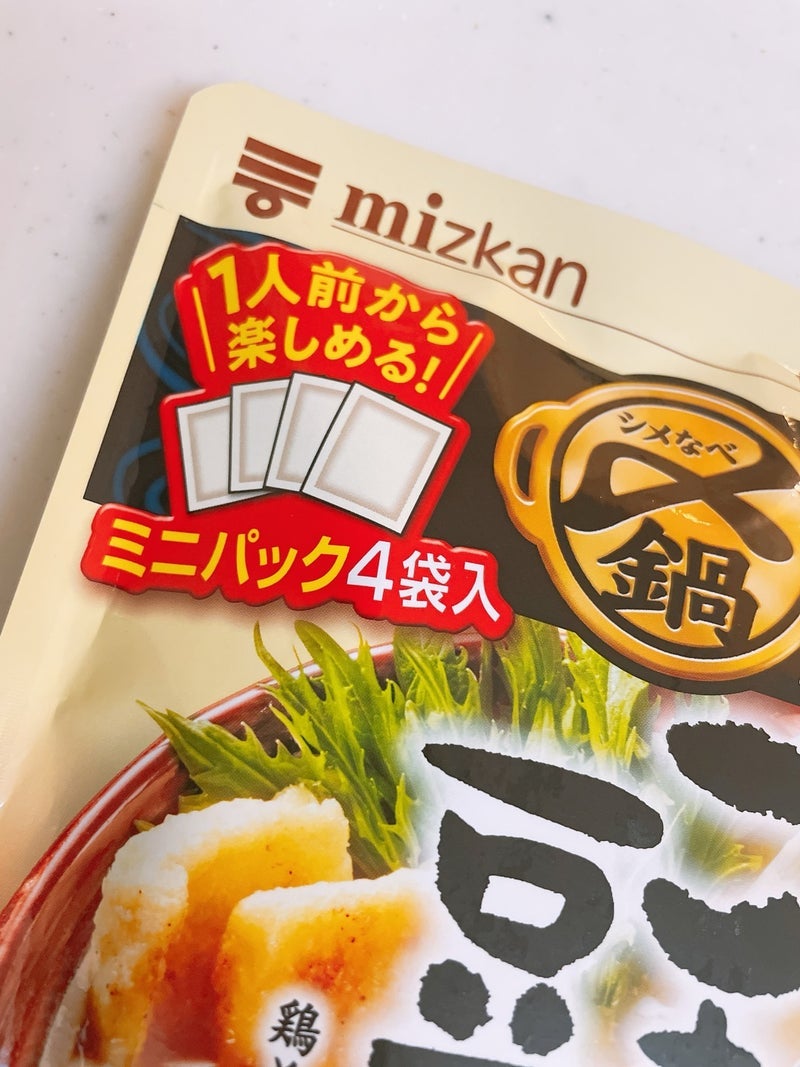 mizkan
1人前から
楽しめる!
ミニパック4袋入
シメなべ
〆
鍋
豆
鶏